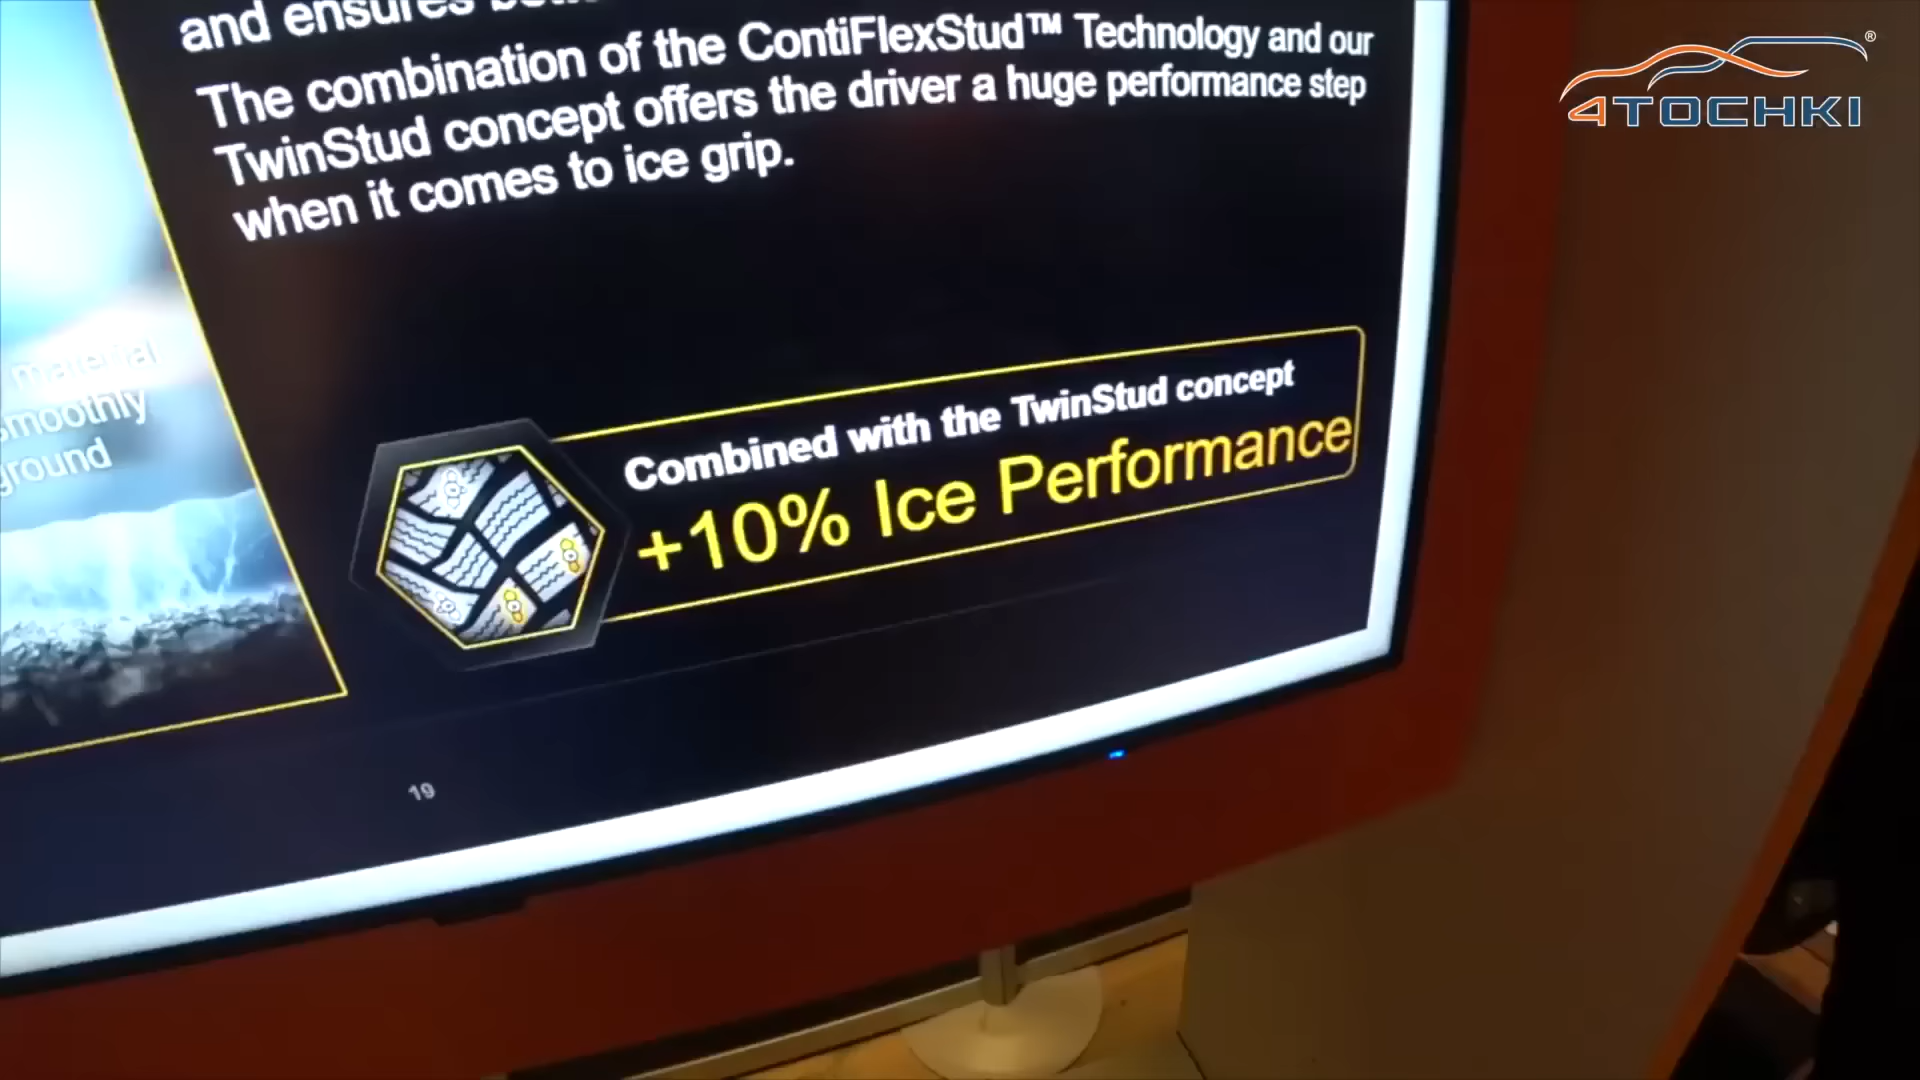 and ensures
The combination of the ContiFlexStud™ Technology and our
TwinStud concept offers the driver a huge performance step
when it comes to ice grip.
material
smoothly
ground
Combined with the TwinStud concept
+10% Ice Performance
19
4TOCHKI®